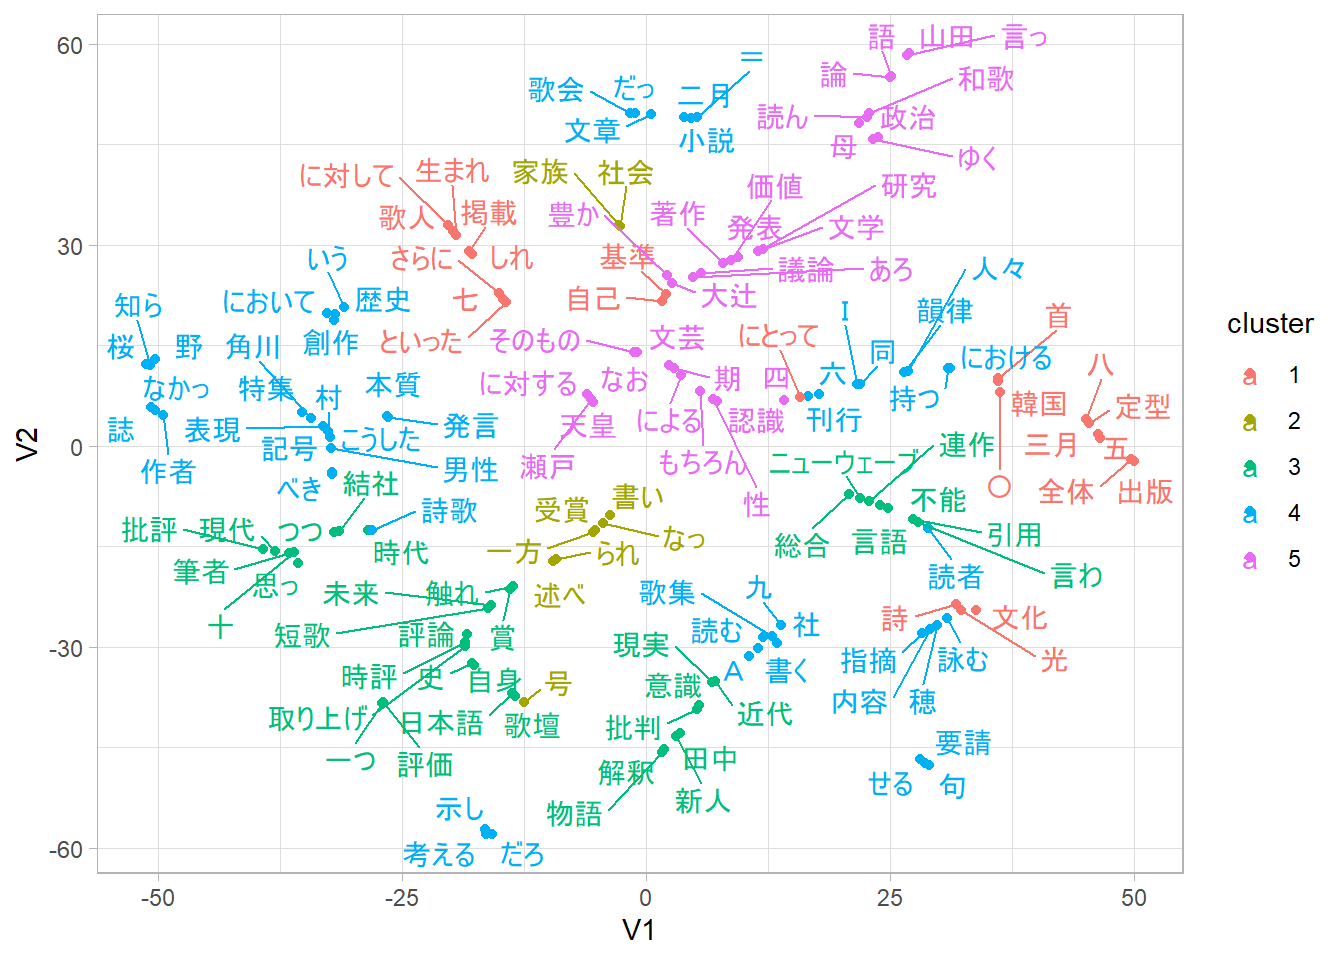 60
30
0
-30
-60
V2
語 山田 言っ
論 和歌
歌会 だっ 二 二月
文章 小説
読ん 政治
母 ゆく
に対して 生まれ 家族 社会
価値 研究
歌人 掲載 豊か 著作 発表 文学
さらに しれ 基準 議論 あろ
いう 人々
において 歴史 七 自己 大辻
知ら I 韻律 首
桜 野 角川 創作 といった そのもの 文芸 にとって 同 における 八
なかっ 特集 村 本質 に対する なお 期 四 六 持つ 韓国 定型
誌 表現 記号 こうした 発言 天皇 による 認識 刊行 三月 五
作者 男性 瀬戸 もちろん ニューウェーブ 連作
べき 結社 性 〇 全体 出版
批評 現代 つつ 詩歌 受賞 書い 不能
筆者 思っ 時代 一方 られ なっ 総合 言語 引用
十 未来 触れ 述べ 歌集 九 読者 言わ
短歌 評論 賞 読む 社 詩 文化
時評 史 自身 号 現実 意識 A 書く 指摘 詠む 光
取り上げ 日本語 歌壇 批判 近代 内容 穂
一つ 評価 解釈 田中 要請
示し 物語 新人 せる 句
考える だろ
-50
-25
0
25
50
V1
cluster
a 1
a 2
a 3
a 4
a 5